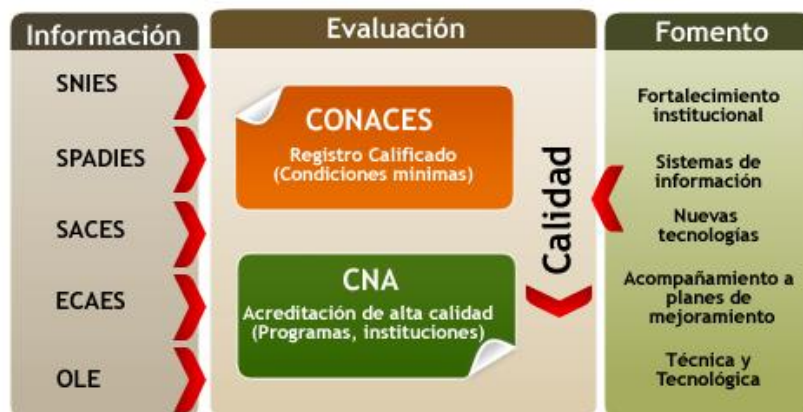 Información
SNIES
SPADIES
SACES
ECAES
OLE
Evaluación
CONACES
Registro Calificado
(Condiciones minimas)
CNA
Acreditación de alta calidad
(Programas, instituciones)
Calidad
Fomento
Fortalecimiento
institucional
Sistemas de
información
Nuevas
tecnologías
Acompañamiento a
planes de
mejoramiento
Técnica y
Tecnológica